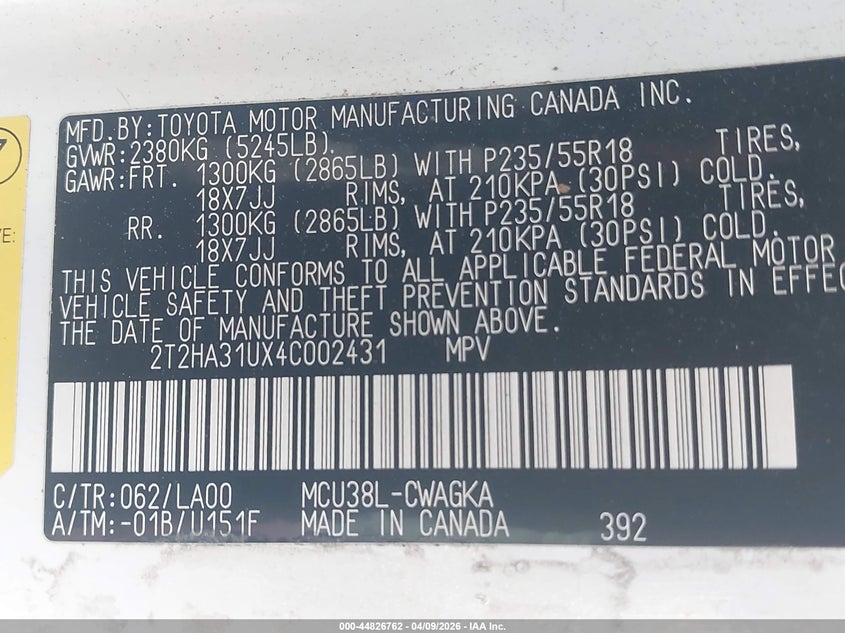 MFD.BY:TOYOTA MOTOR MANUFACTURING CANADA INC.
GVWR:2380KG (5245LB).
GAWR:FRT. 1300KG (2865LB) WITH P235/55R18 TIRES,
18X7JJ RIMS, AT 210KPA (30PSI) COLD.
RR. 1300KG (2865LB) WITH P235/55R18 TIRES,
18X7JJ RIMS, AT 210KPA (30PSI) COLD.
THIS VEHICLE CONFORMS TO ALL APPLICABLE FEDERAL MOTOR
VEHICLE SAFETY AND THEFT PREVENTION STANDARDS IN EFFEC
THE DATE OF MANUFACTURE SHOWN ABOVE.
2T2HA31UX4C002431 MPV
C/TR:062/LA00 MCU38L-CWAGKA
A/TM:-01B/U151F MADE IN CANADA 392
000-44826762 - 04/09/2026 - IAA Inc.